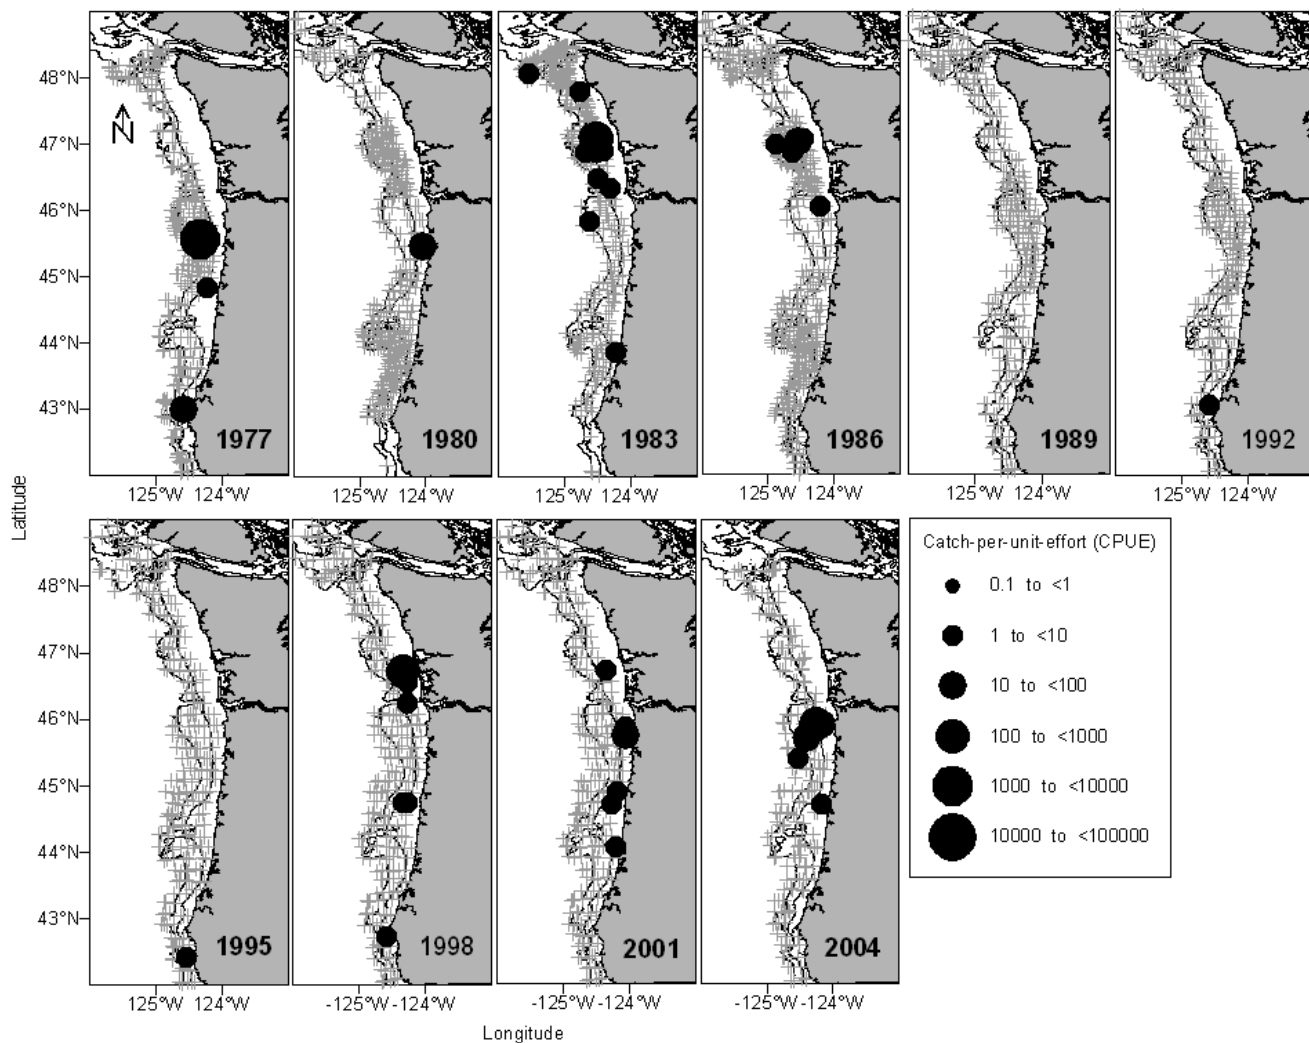 48°N
47°N
46°N
45°N
44°N
43°N
N
1977
1980
1983
1986
1989
1992
125°W 124°W
125°W 124°W
125°W 124°W
125°W 124°W
125°W 124°W
125°W 124°W
Latitude
48°N
47°N
46°N
45°N
44°N
43°N
1995
1998
2001
2004
125°W 124°W
-125°W -124°W
-125°W -124°W
-125°W -124°W
Longitude
Catch-per-unit-effort (CPUE)
0.1 to <1
1 to <10
10 to <100
100 to <1000
1000 to <10000
10000 to <100000